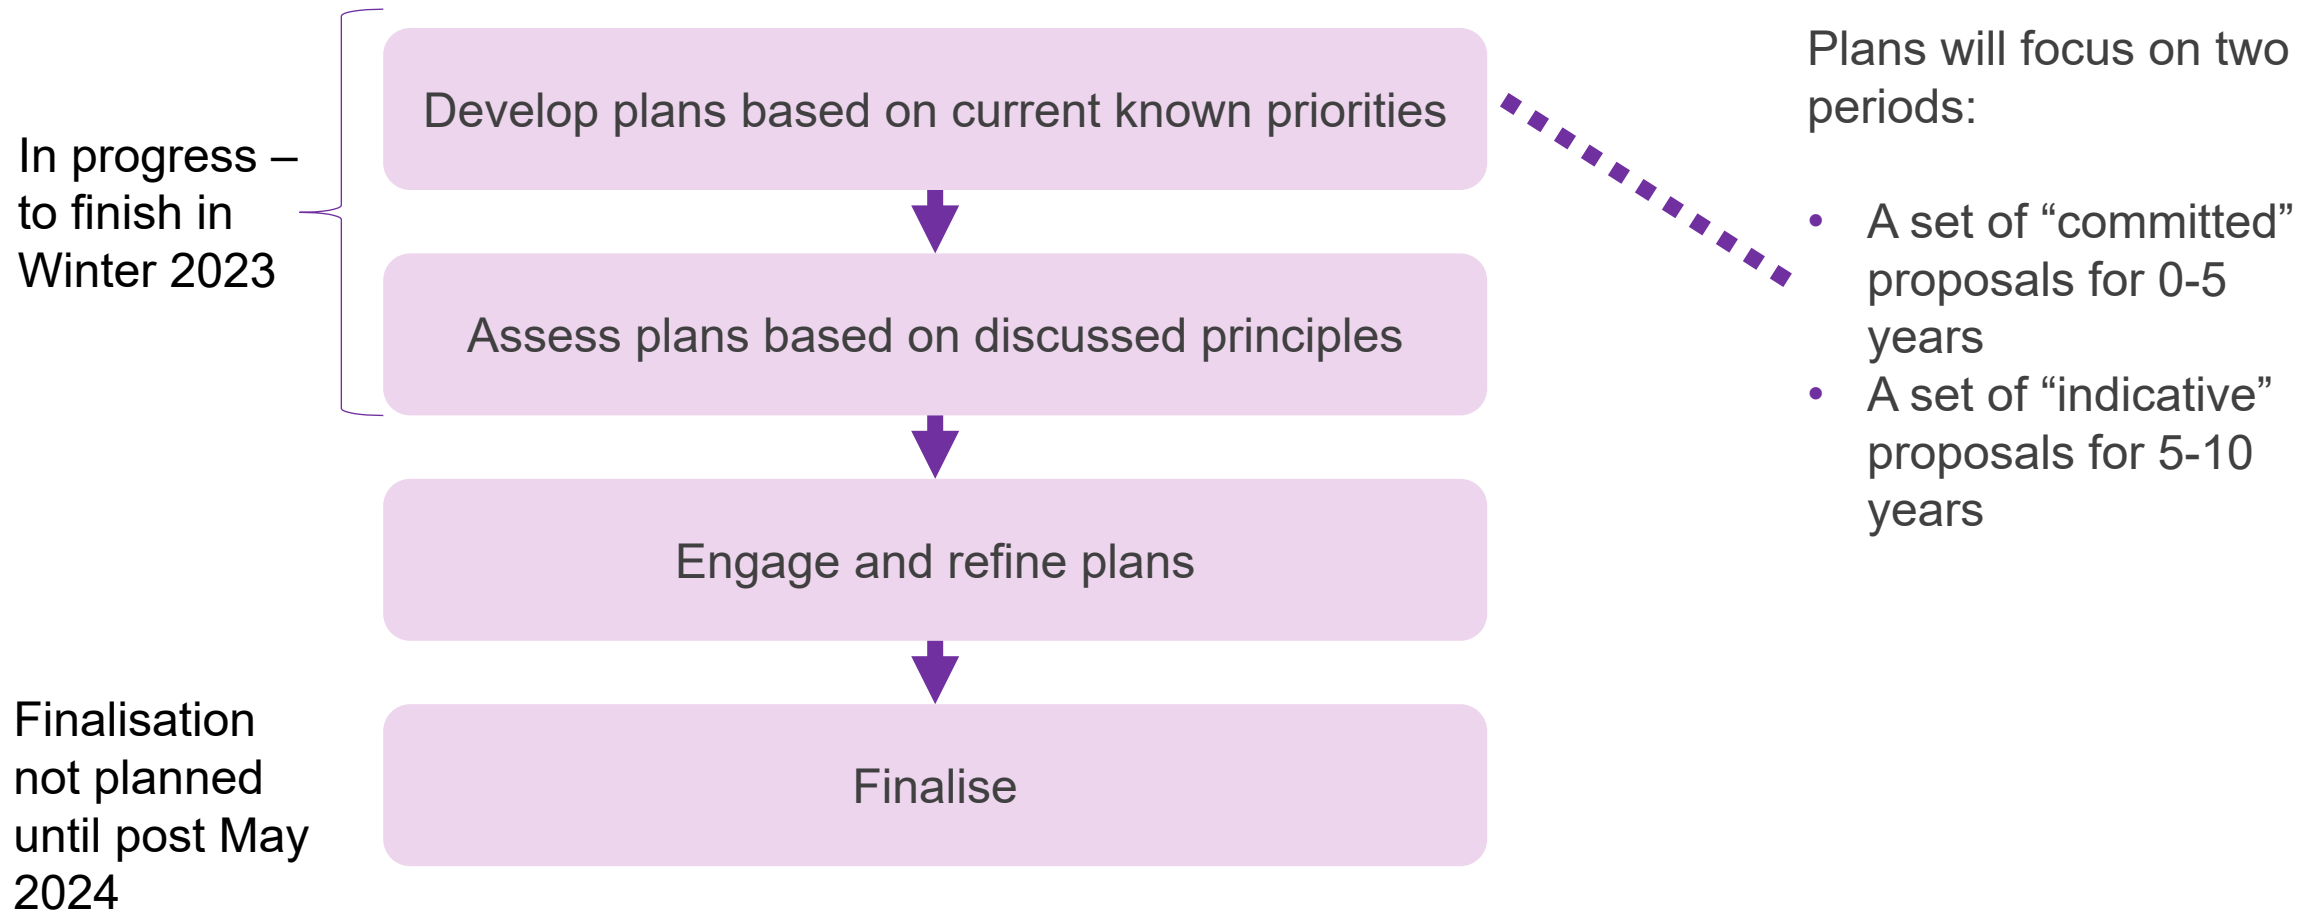 In progress –
to finish in
Winter 2023
Develop plans based on current known priorities
Assess plans based on discussed principles
Engage and refine plans
Finalise
Finalisation
not planned
until post May
2024
Plans will focus on two
periods:
• A set of “committed”
proposals for 0-5
years
• A set of “indicative”
proposals for 5-10
years